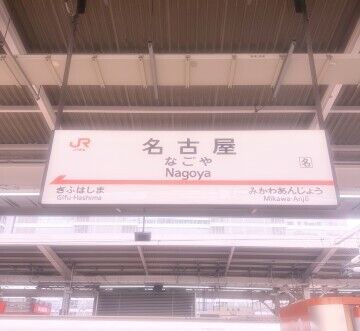 JR
名古屋
なごや
Nagoya
名
ぎふはしま
Gifu-Hashima
みかわあんじょう
Mikawa-Anjō